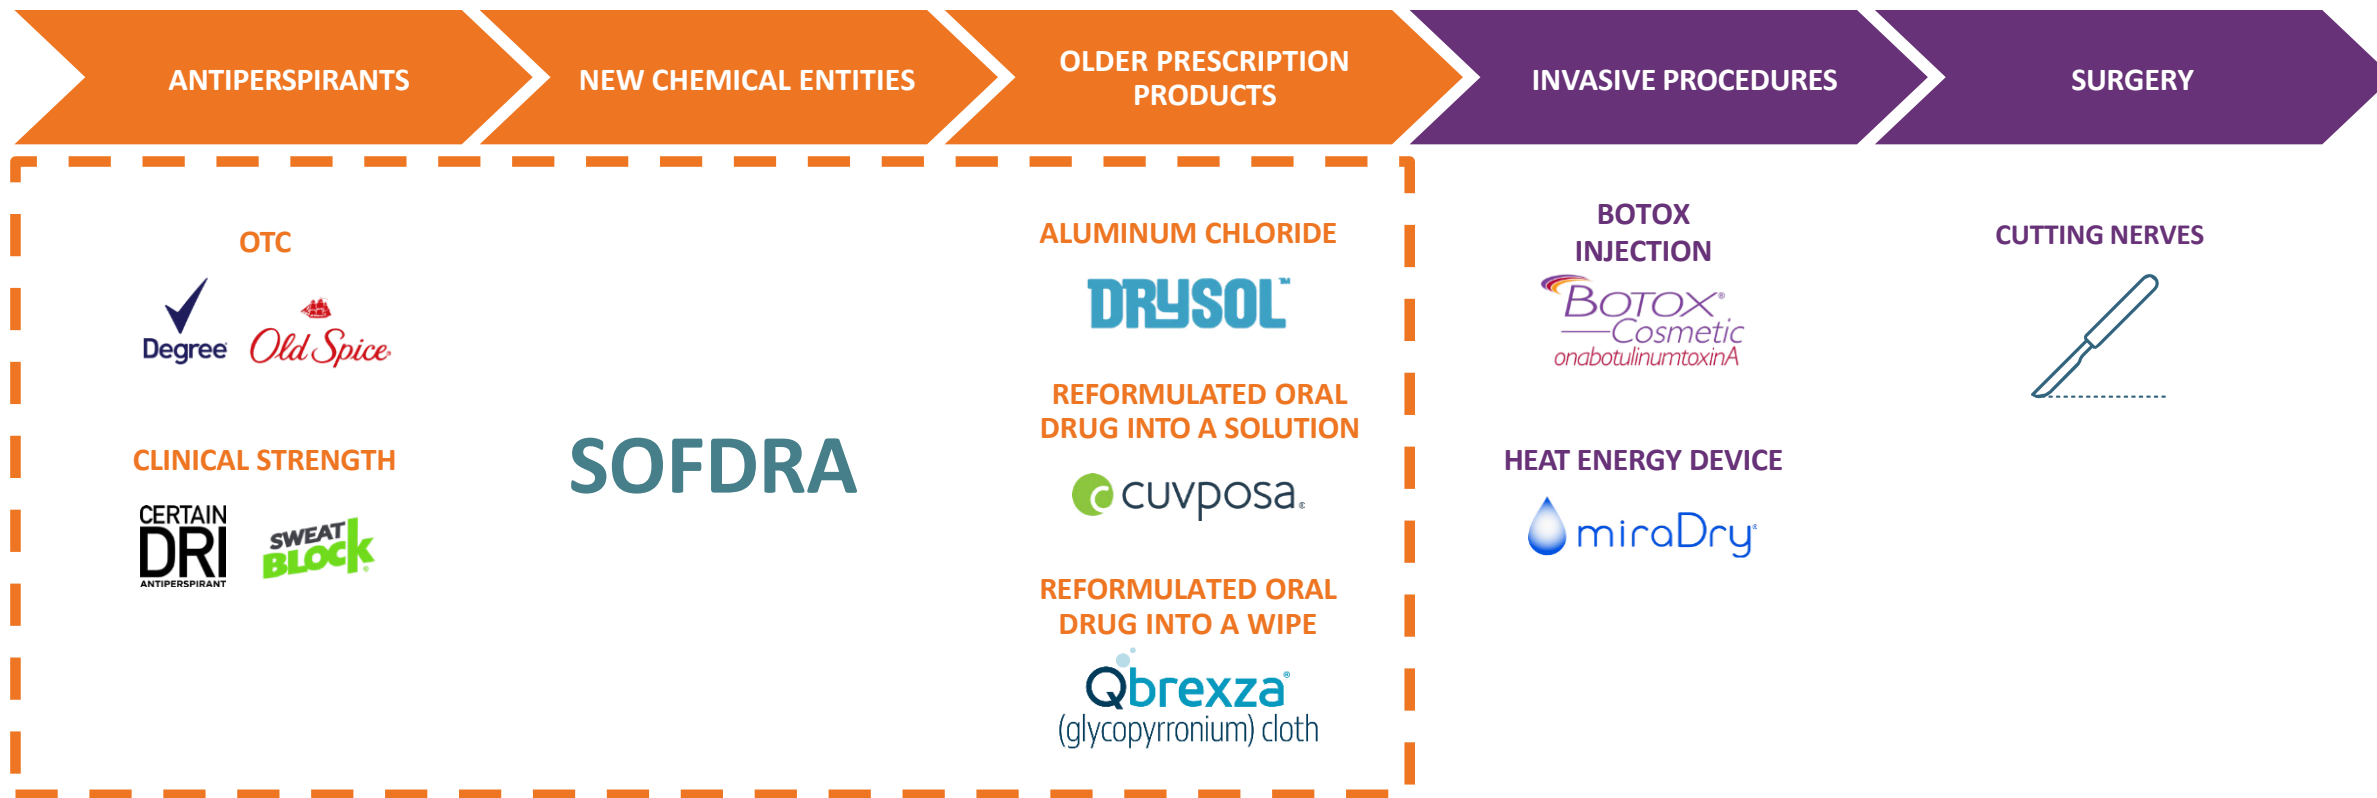 ANTIPERSPIRANTS
NEW CHEMICAL ENTITIES
OLDER PRESCRIPTION
PRODUCTS
INVASIVE PROCEDURES
SURGERY
OTC
Degree
Old Spice
CLINICAL STRENGTH
CERTAIN
DRI
ANTIPERSPIRANT
SWEAT
BLOCK
SOFDRA
ALUMINUM CHLORIDE
DRYSOL™
REFORMULATED ORAL
DRUG INTO A SOLUTION
cuvposa®
REFORMULATED ORAL
DRUG INTO A WIPE
Qbrexza®
(glycopyrronium) cloth
BOTOX
INJECTION
BOTOX®
Cosmetic
onabotulinumtoxinA
HEAT ENERGY DEVICE
miraDry®
CUTTING NERVES